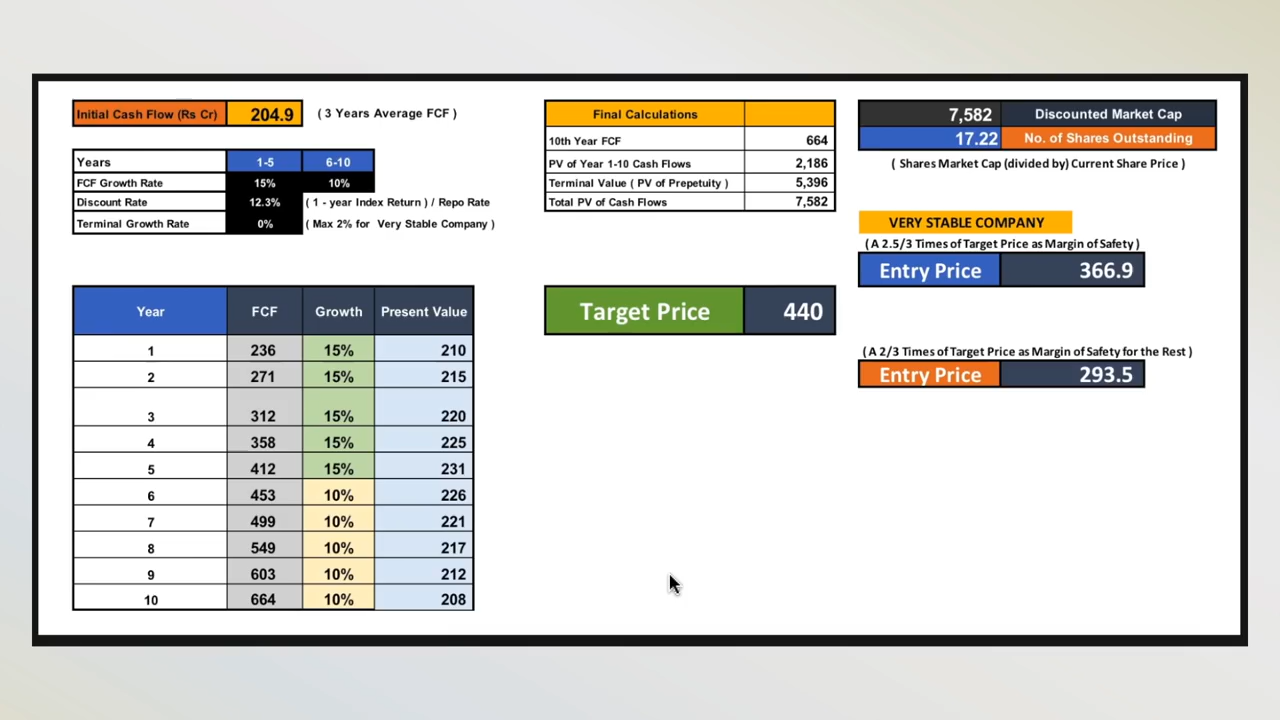 Initial Cash Flow (Rs Cr) 204.9 ( 3 Years Average FCF )
Years 1-5 6-10
FCF Growth Rate 15% 10%
Discount Rate 12.3% ( 1 - year Index Return ) / Repo Rate
Terminal Growth Rate 0% ( Max 2% for Very Stable Company )
Year FCF Growth Present Value
1 236 15% 210
2 271 15% 215
3 312 15% 220
4 358 15% 225
5 412 15% 231
6 453 10% 226
7 499 10% 221
8 549 10% 217
9 603 10% 212
10 664 10% 208
Final Calculations
10th Year FCF 664
PV of Year 1-10 Cash Flows 2,186
Terminal Value ( PV of Prepetuity ) 5,396
Total PV of Cash Flows 7,582
Target Price 440
7,582 Discounted Market Cap
17.22 No. of Shares Outstanding
( Shares Market Cap (divided by) Current Share Price )
VERY STABLE COMPANY
( A 2.5/3 Times of Target Price as Margin of Safety )
Entry Price 366.9
( A 2/3 Times of Target Price as Margin of Safety for the Rest )
Entry Price 293.5